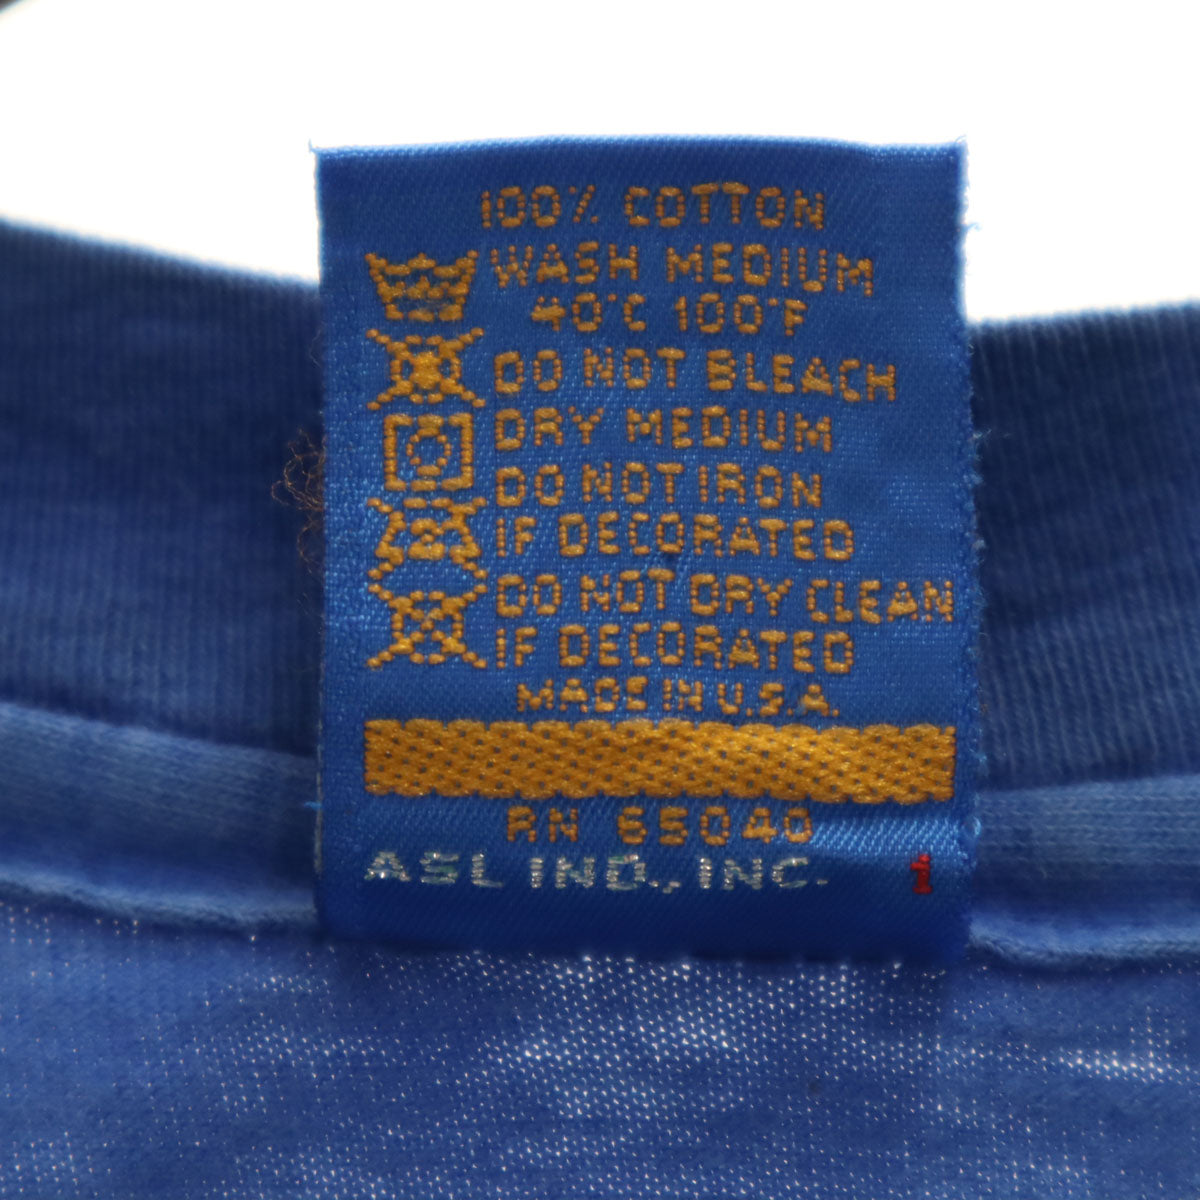 100% COTTON
WASH MEDIUM
40°C 100°F
DO NOT BLEACH
DRY MEDIUM
DO NOT IRON
IF DECORATED
DO NOT DRY CLEAN
IF DECORATED
MADE IN U.S.A.
RN 65040
ASL IND., INC. 1